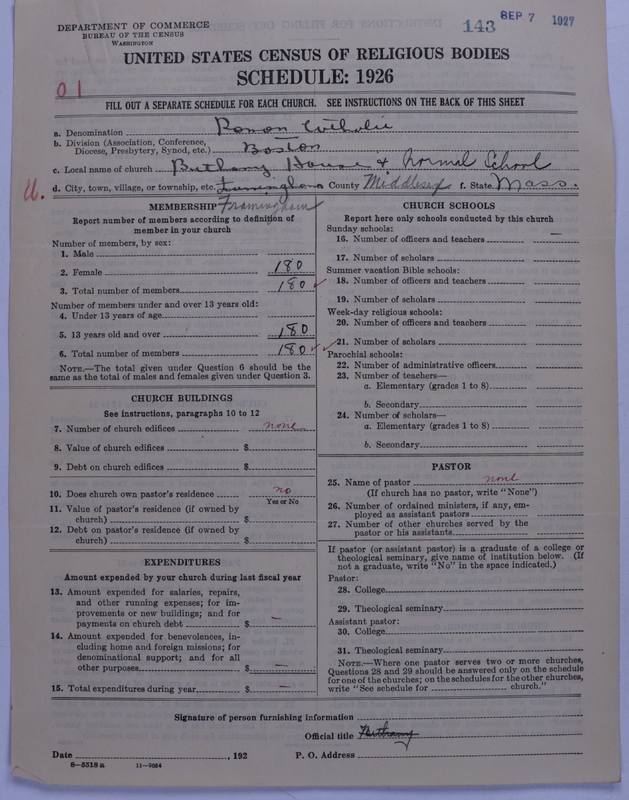 DEPARTMENT OF COMMERCE
BUREAU OF THE CENSUS
WASHINGTON
143 SEP 7 1927
UNITED STATES CENSUS OF RELIGIOUS BODIES
SCHEDULE: 1926
01
FILL OUT A SEPARATE SCHEDULE FOR EACH CHURCH. SEE INSTRUCTIONS ON THE BACK OF THIS SHEET
a. Denomination Roman Catholic
b. Division (Association, Conference, Diocese, Presbytery, Synod, etc.) Boston
c. Local name of church Bethany House & Normal School
U. d. City, town, village, or township, etc. Framingham County Middlesex f. State Mass.
Framingham
MEMBERSHIP
Report number of members according to definition of
member in your church
Number of members, by sex:
1. Male
2. Female 180
3. Total number of members 180 ✓
Number of members under and over 13 years old:
4. Under 13 years of age
5. 13 years old and over 180
6. Total number of members 180 ✓ ✓
NOTE.—The total given under Question 6 should be the
same as the total of males and females given under Question 3.
CHURCH BUILDINGS
See instructions, paragraphs 10 to 12
7. Number of church edifices none
8. Value of church edifices $
9. Debt on church edifices $
10. Does church own pastor's residence no
Yes or No
11. Value of pastor's residence (if owned by
church) $
12. Debt on pastor's residence (if owned by
church) $
EXPENDITURES
Amount expended by your church during last fiscal year
13. Amount expended for salaries, repairs,
and other running expenses; for im-
provements or new buildings; and for
payments on church debt $ —
14. Amount expended for benevolences, in-
cluding home and foreign missions; for
denominational support; and for all
other purposes $ —
15. Total expenditures during year $ —
CHURCH SCHOOLS
Report here only schools conducted by this church
Sunday schools:
16. Number of officers and teachers —
17. Number of scholars
Summer vacation Bible schools:
18. Number of officers and teachers
19. Number of scholars
Week-day religious schools:
20. Number of officers and teachers
21. Number of scholars
Parochial schools:
22. Number of administrative officers
23. Number of teachers—
a. Elementary (grades 1 to 8)
b. Secondary
24. Number of scholars—
a. Elementary (grades 1 to 8)
b. Secondary
PASTOR
25. Name of pastor none
(If church has no pastor, write "None")
26. Number of ordained ministers, if any, em-
ployed as assistant pastors
27. Number of other churches served by the
pastor or his assistants
If pastor (or assistant pastor) is a graduate of a college or
theological seminary, give name of institution below. (If
not a graduate, write "No" in the space indicated.)
Pastor:
28. College
29. Theological seminary
Assistant pastor:
30. College
31. Theological seminary
NOTE.—Where one pastor serves two or more churches,
Questions 28 and 29 should be answered only on the schedule
for one of the churches; on the schedules for the other churches,
write "See schedule for church."
Signature of person furnishing information
Official title Bethany
Date , 192 P. O. Address
8—5318 a 11—9054